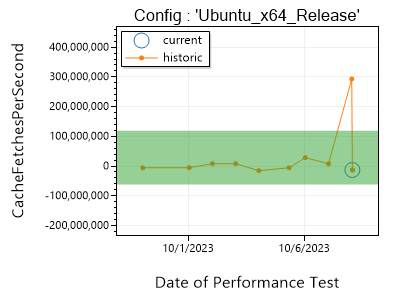 Config : 'Ubuntu_x64_Release'
current
historic
CacheFetchesPerSecond
400,000,000
300,000,000
200,000,000
100,000,000
0
-100,000,000
-200,000,000
10/1/2023
10/6/2023
Date of Performance Test